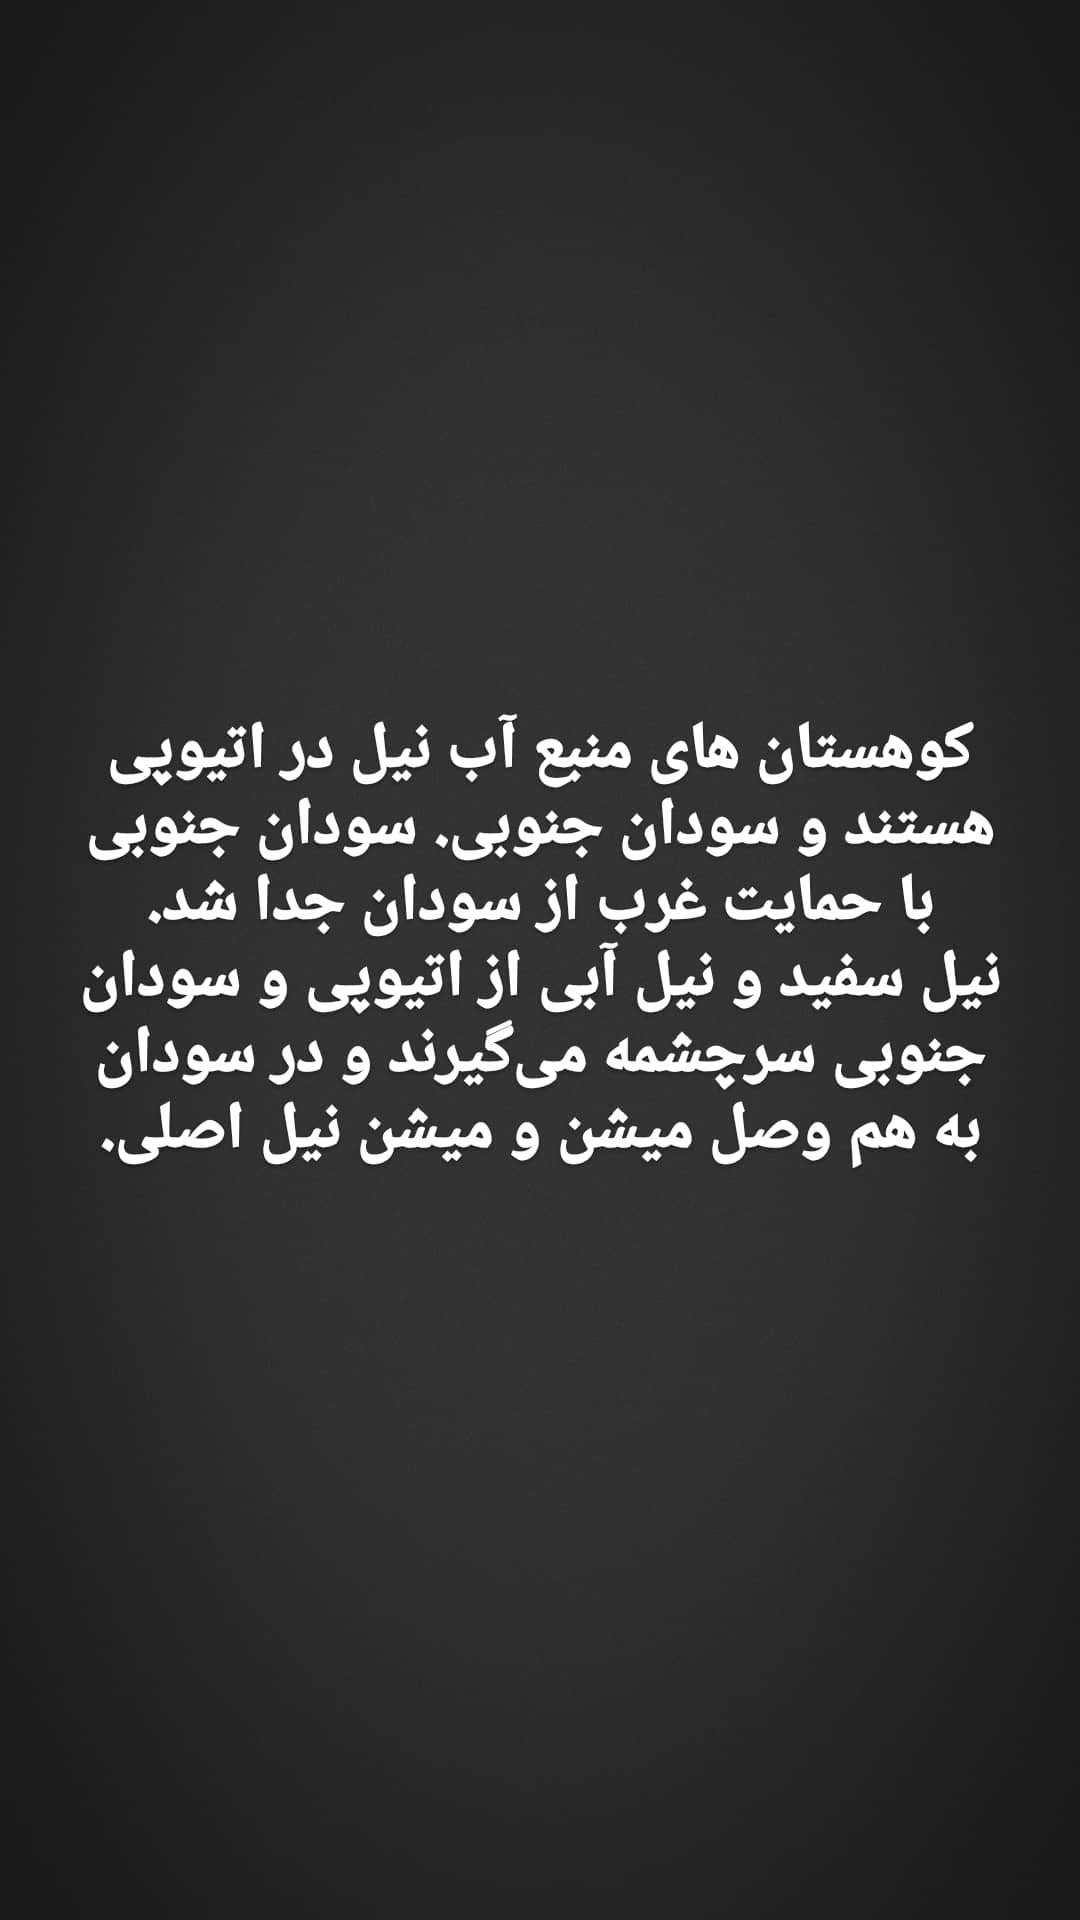 کوهستان های منبع آب نیل در اتیوپی
هستند و سودان جنوبی. سودان جنوبی
با حمایت غرب از سودان جدا شد.
نیل سفید و نیل آبی از اتیوپی و سودان
جنوبی سرچشمه می‌گیرند و در سودان
به هم وصل میشن و میشن نیل اصلی.